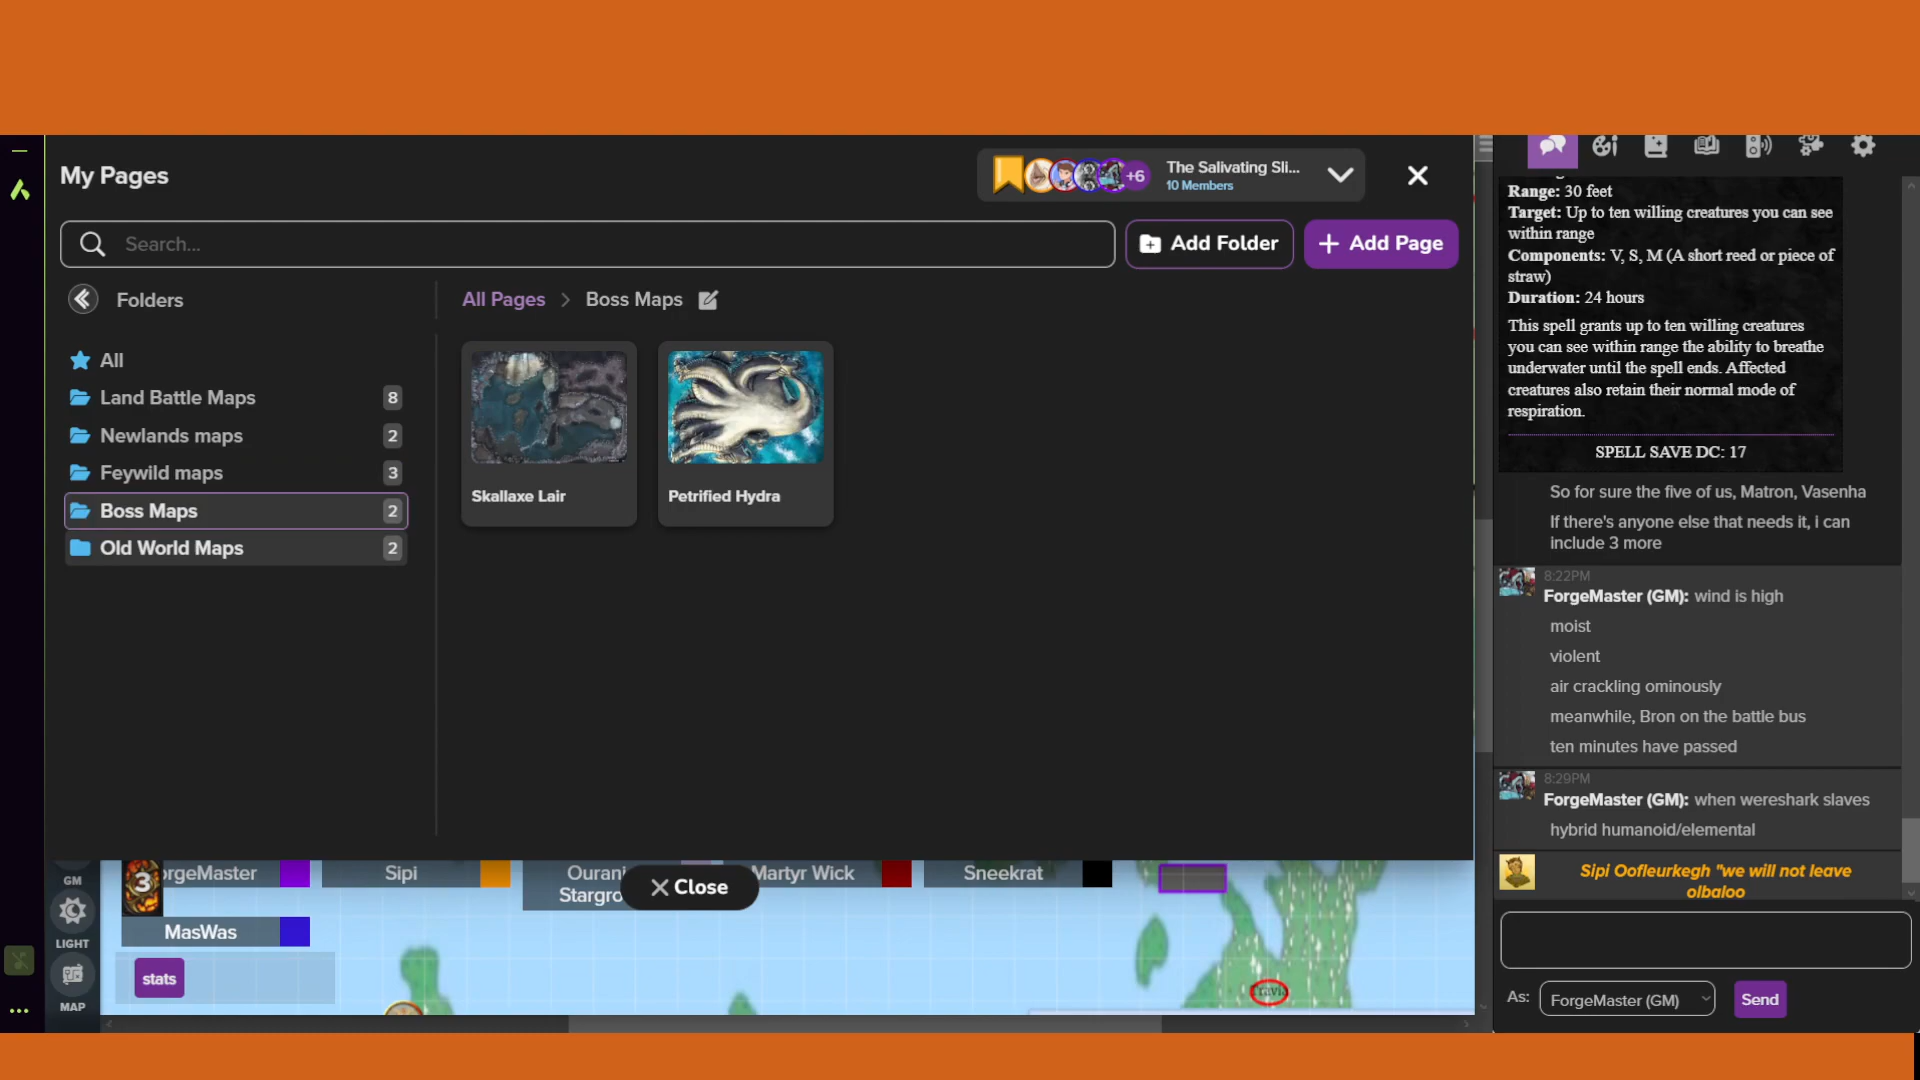 My Pages
+6
The Salivating Sli...
10 Members
Search...
Add Folder
Add Page
Folders
All Pages > Boss Maps
All
Land Battle Maps 8
Newlands maps 2
Feywild maps 3
Boss Maps 2
Old World Maps 2
Skallaxe Lair
Petrified Hydra
GM
LIGHT
MAP
3
orgeMaster
Sipi
Ourani
Stargro
Martyr Wick
Sneekrat
Close
MasWas
stats
Range: 30 feet
Target: Up to ten willing creatures you can see
within range
Components: V, S, M (A short reed or piece of
straw)
Duration: 24 hours
This spell grants up to ten willing creatures
you can see within range the ability to breathe
underwater until the spell ends. Affected
creatures also retain their normal mode of
respiration.
SPELL SAVE DC: 17
So for sure the five of us, Matron, Vasenha
If there's anyone else that needs it, i can
include 3 more
8:22PM
ForgeMaster (GM): wind is high
moist
violent
air crackling ominously
meanwhile, Bron on the battle bus
ten minutes have passed
8:29PM
ForgeMaster (GM): when wereshark slaves
hybrid humanoid/elemental
Sipi Oofleurkegh "we will not leave
olbaloo
As: ForgeMaster (GM)
Send